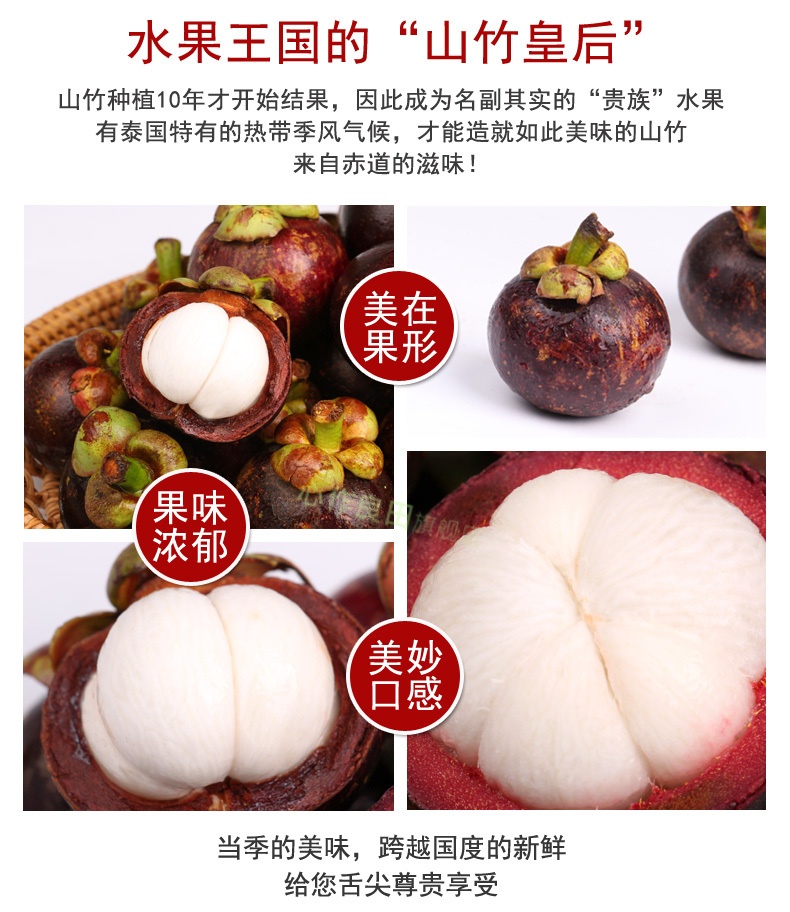 水果王国的“山竹皇后”
山竹种植10年才开始结果，因此成为名副其实的“贵族”水果
有泰国特有的热带季风气候，才能造就如此美味的山竹
来自赤道的滋味！
美在
果形
果味
浓郁
美妙
口感
当季的美味，跨越国度的新鲜
给您舌尖尊贵享受